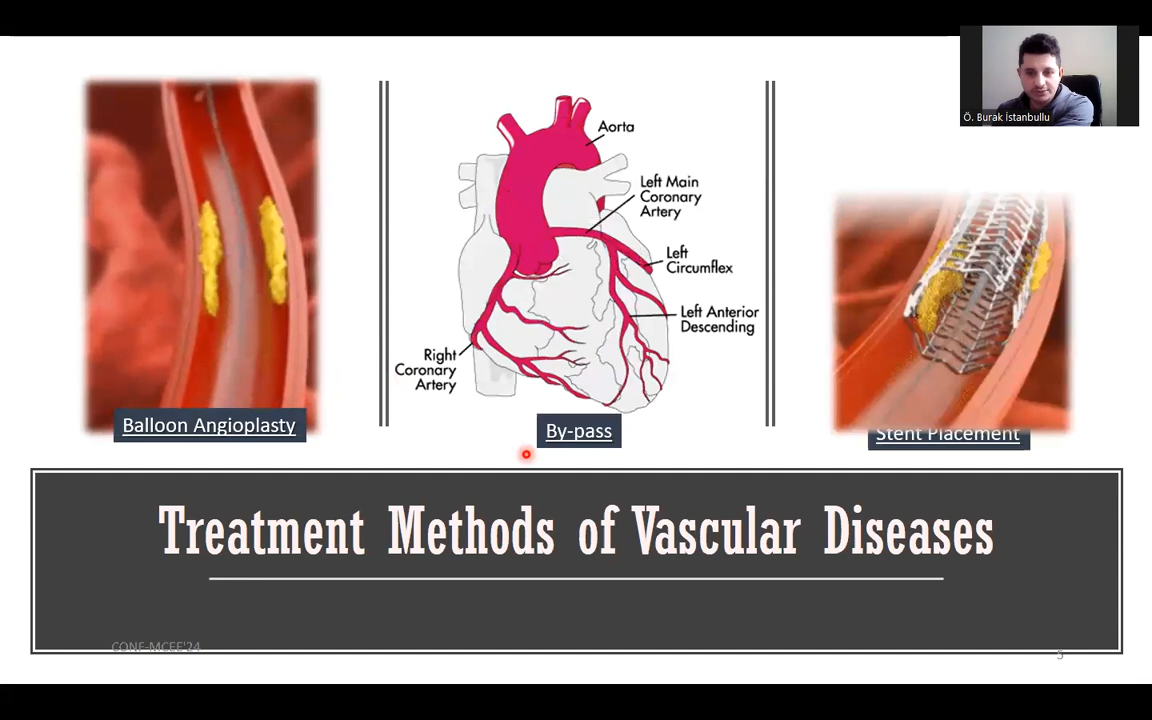 Ö. Burak İstanbullu
Aorta
Left Main
Coronary
Artery
Left
Circumflex
Left Anterior
Descending
Right
Coronary
Artery
Balloon Angioplasty
By-pass
Stent Placement
Treatment Methods of Vascular Diseases
CONF-MCEE'24
5